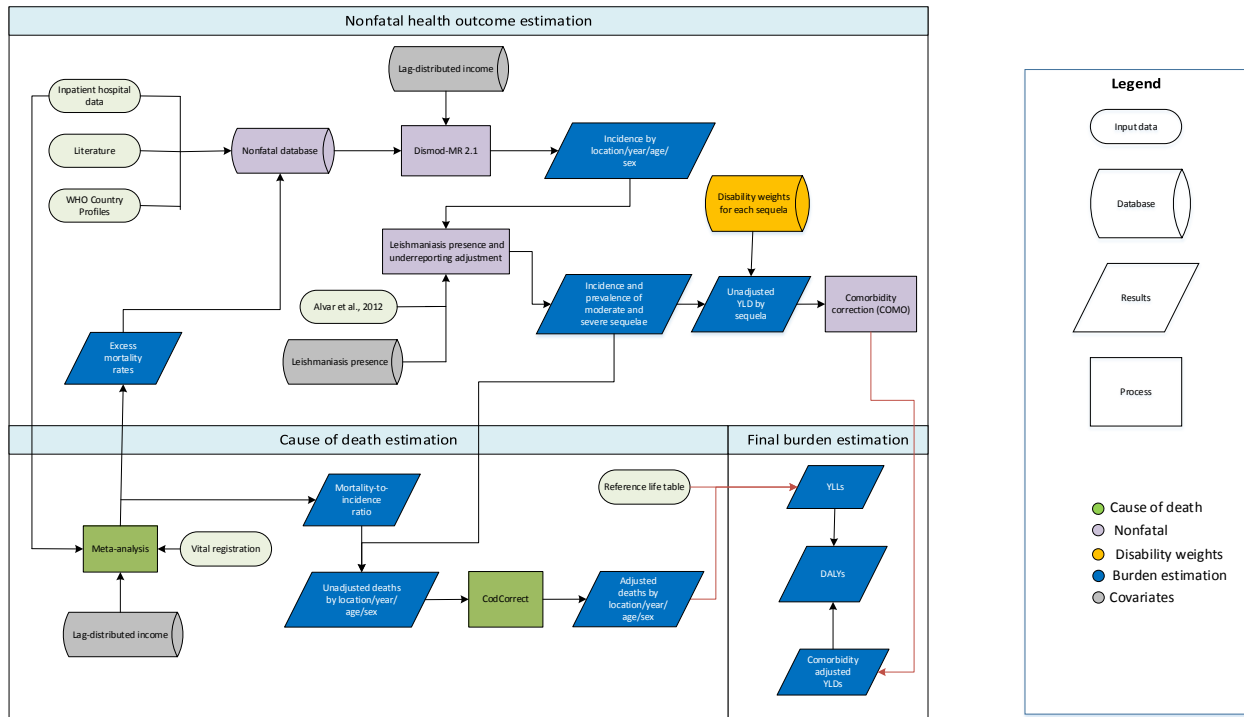 Nonfatal health outcome estimation
Lag-distributed income
Inpatient hospital
data
Literature
WHO Country
Profiles
Nonfatal database
Dismod-MR 2.1
Incidence by
location/year/age/
sex
Disability weights
for each sequela
Leishmaniasis presence and
underreporting adjustment
Alvar et al., 2012
Leishmaniasis presence
Incidence and
prevalence of
moderate and
severe sequelae
Unadjusted
YLD by
sequela
Comorbidity
correction (COMO)
Excess
mortality
rates
Cause of death estimation
Final burden estimation
Mortality-to-
incidence
ratio
Reference life table
YLLs
Meta-analysis
Vital registration
DALYs
Unadjusted deaths
by location/year/
age/sex
CodCorrect
Adjusted
deaths by
location/year/
age/sex
Lag-distributed income
Comorbidity
adjusted
YLDs
Legend
Input data
Database
Results
Process
Cause of death
Nonfatal
Disability weights
Burden estimation
Covariates